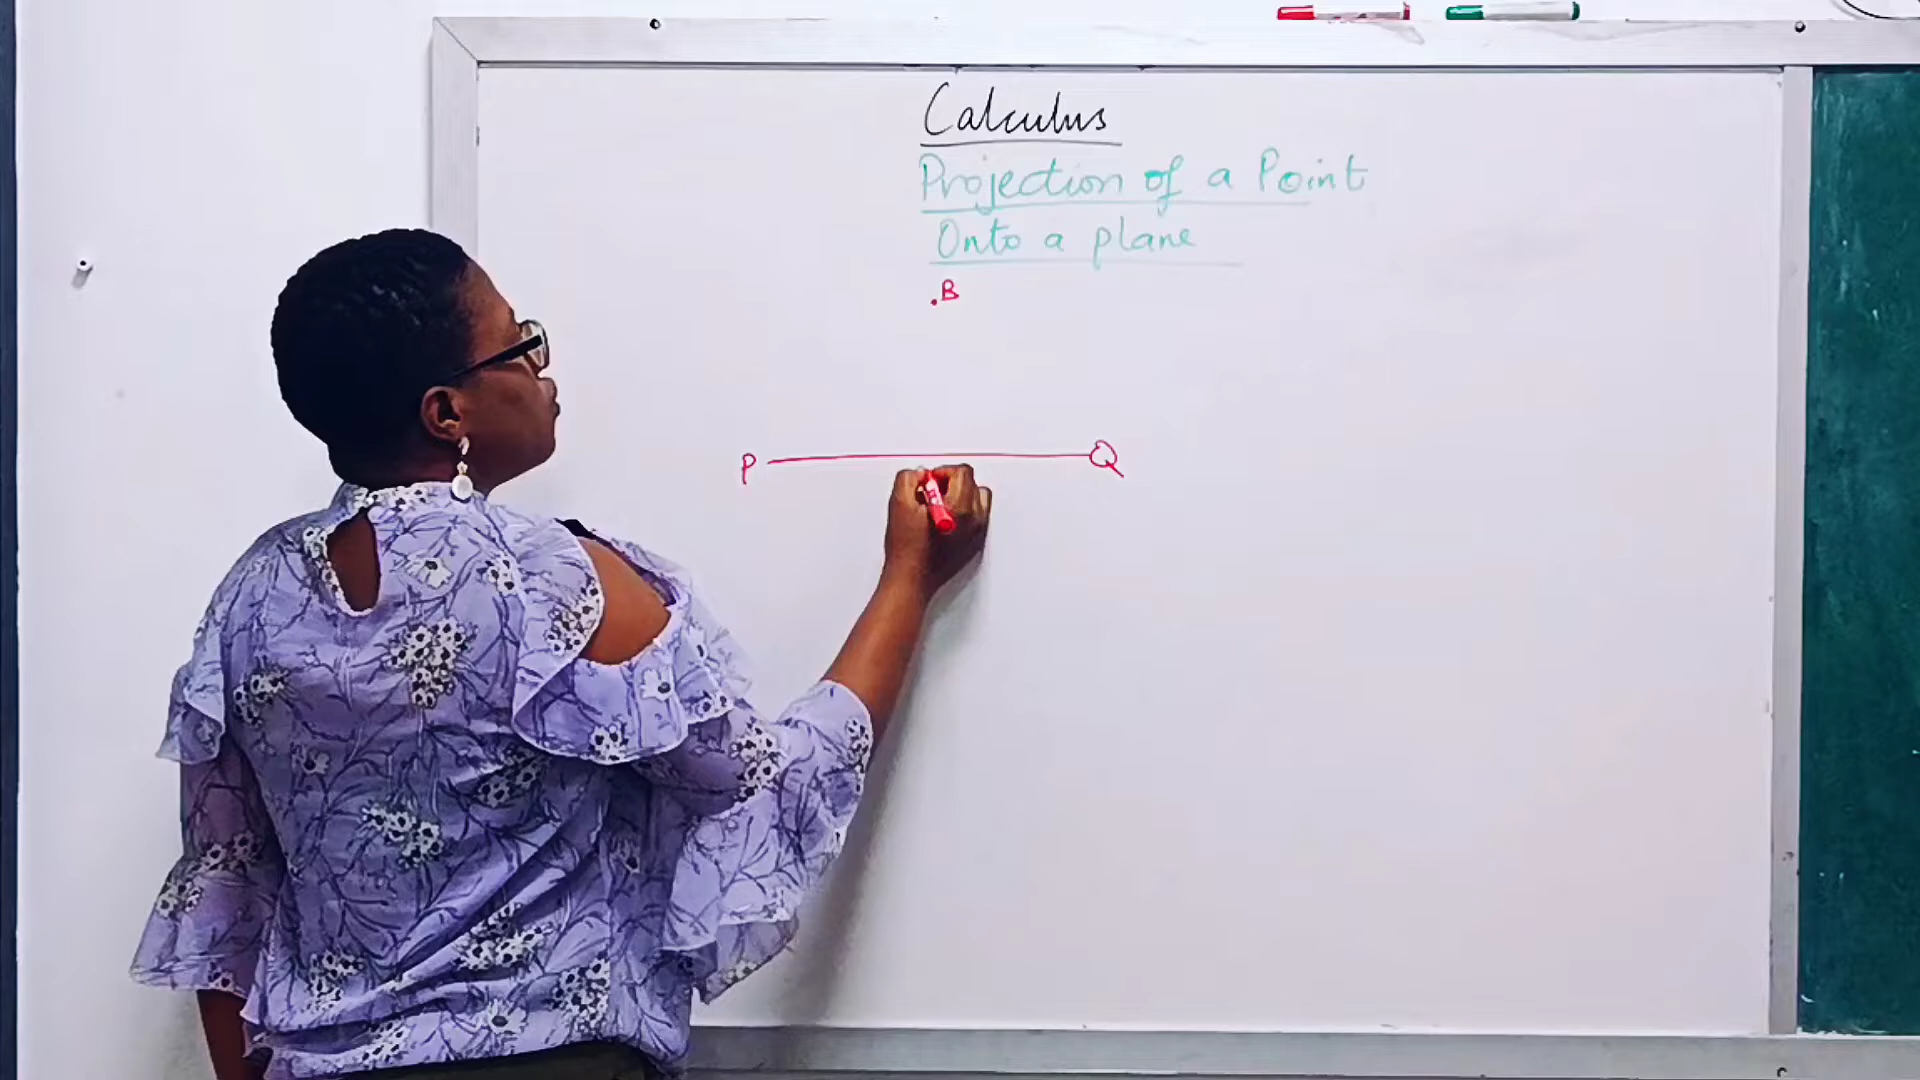 Calculus
Projection of a Point
Onto a plane
.B
P Q